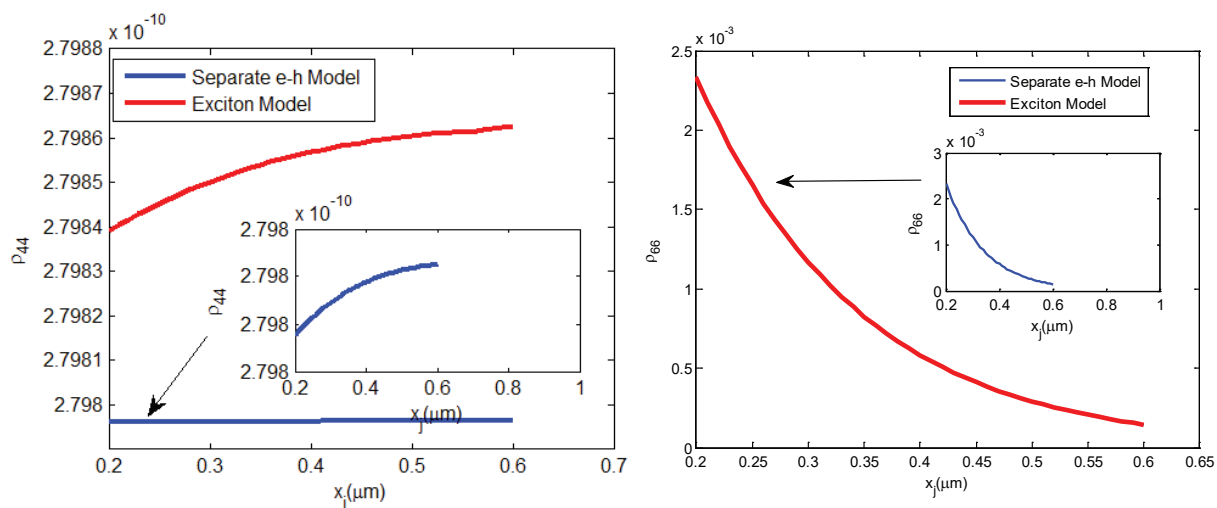 x 10⁻¹⁰
2.7988
2.7987
2.7986
2.7985
2.7984
2.7983
2.7982
2.7981
2.798
ρ44
Separate e-h Model
Exciton Model
x 10⁻¹⁰
2.798
2.798
2.798
2.798
ρ44
0.2 0.4 0.6 0.8 1
xj(μm)
0.2 0.3 0.4 0.5 0.6 0.7
xj(μm)
x 10⁻³
2.5
2
1.5
1
0.5
0
ρ66
Separate e-h Model
Exciton Model
x 10⁻³
3
2
1
0
ρ66
0.2 0.4 0.6 0.8 1
xj(μm)
0.2 0.25 0.3 0.35 0.4 0.45 0.5 0.55 0.6 0.65
xj(μm)